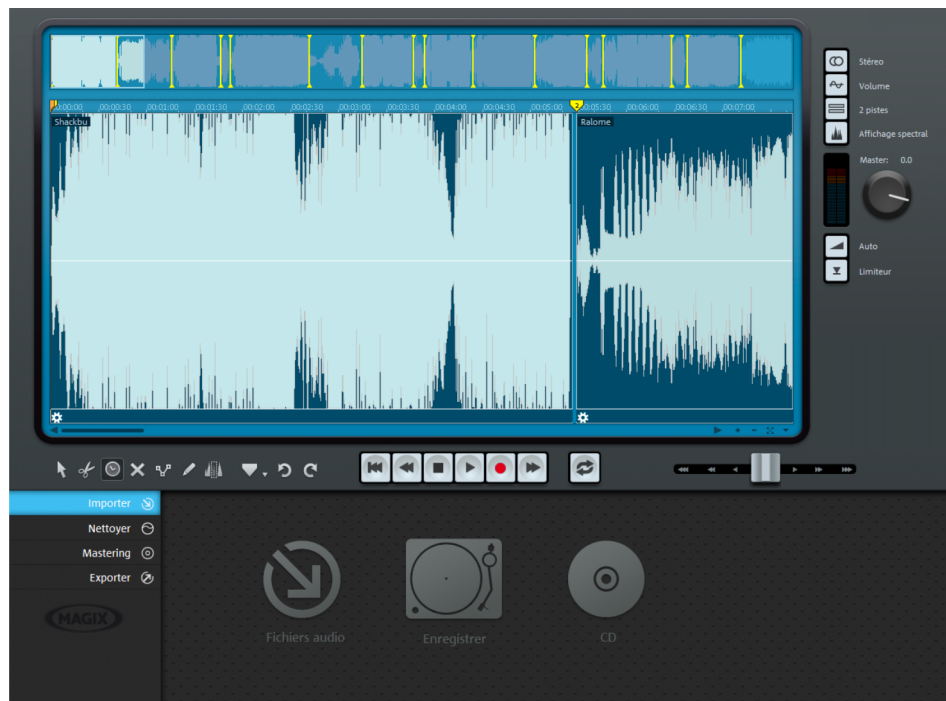 Stéréo
Volume
2 pistes
Affichage spectral
Master: 0.0
Auto
Limiteur
00:00:00 00:00:30 00:01:00 00:01:30 00:02:00 00:02:30 00:03:00 00:03:30 00:04:00 00:04:30 00:05:00 2 0:05:30 00:06:00 00:06:30 00:07:00
Shackbu Ralome
Importer
Nettoyer
Mastering
Exporter
MAGIX
Fichiers audio Enregistrer CD